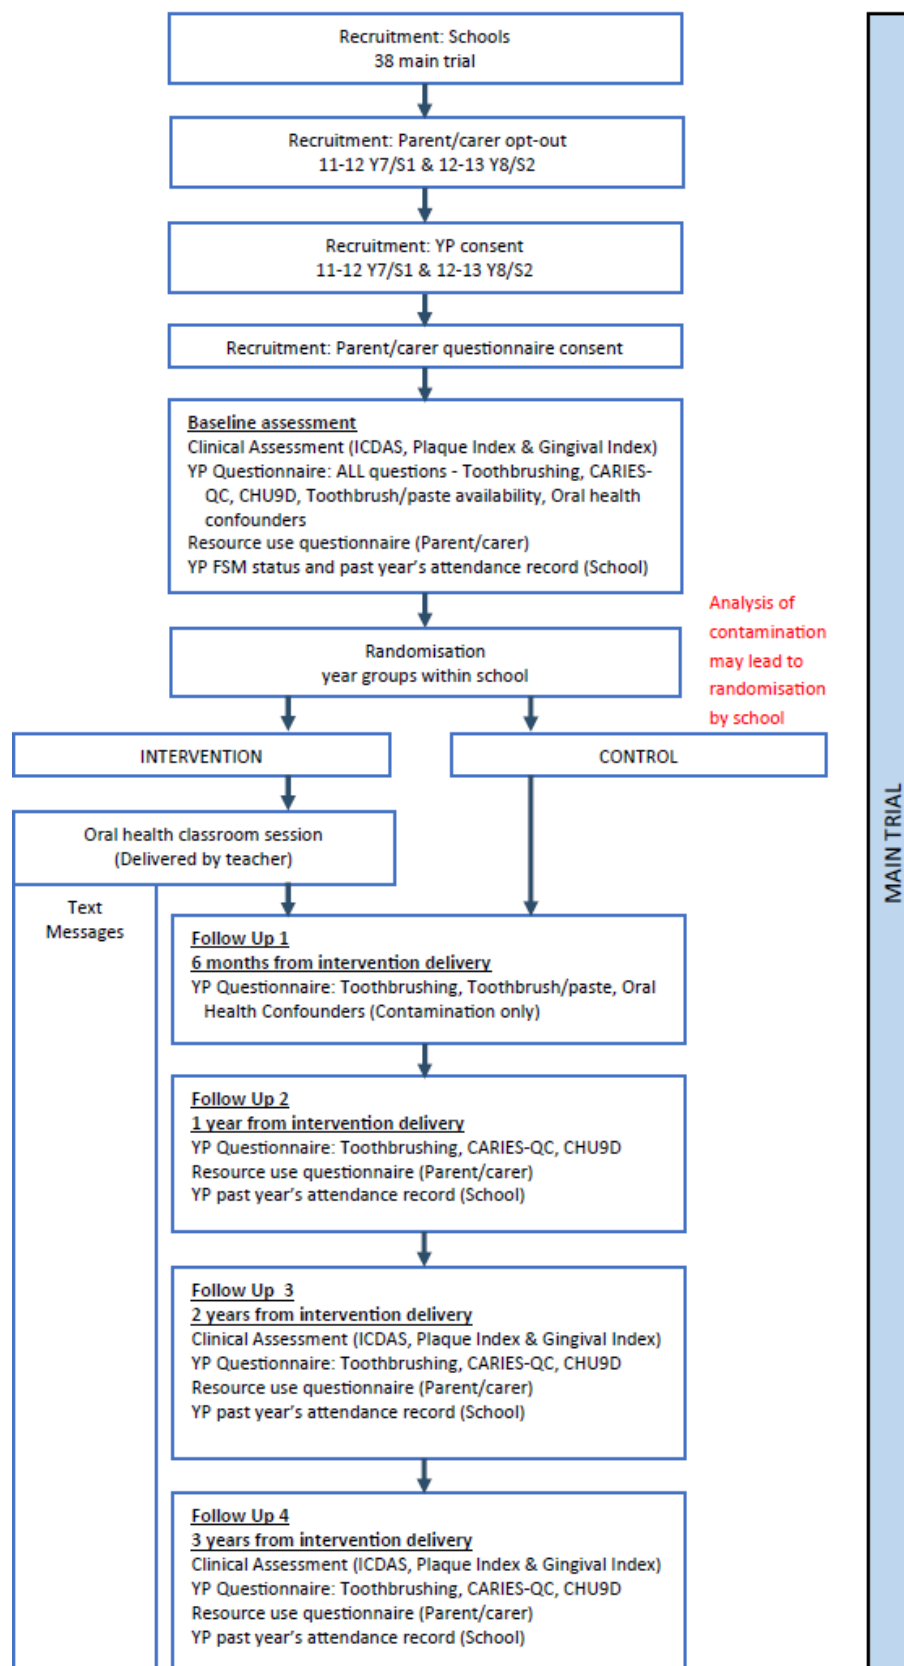 Recruitment: Schools
38 main trial
Recruitment: Parent/carer opt-out
11-12 Y7/S1 & 12-13 Y8/S2
Recruitment: YP consent
11-12 Y7/S1 & 12-13 Y8/S2
Recruitment: Parent/carer questionnaire consent
Baseline assessment
Clinical Assessment (ICDAS, Plaque Index & Gingival Index)
YP Questionnaire: ALL questions - Toothbrushing, CARIES-
QC, CHU9D, Toothbrush/paste availability, Oral health
confounders
Resource use questionnaire (Parent/carer)
YP FSM status and past year's attendance record (School)
Analysis of
contamination
may lead to
randomisation
by school
Randomisation
year groups within school
INTERVENTION
CONTROL
Oral health classroom session
(Delivered by teacher)
Text
Messages
Follow Up 1
6 months from intervention delivery
YP Questionnaire: Toothbrushing, Toothbrush/paste, Oral
Health Confounders (Contamination only)
Follow Up 2
1 year from intervention delivery
YP Questionnaire: Toothbrushing, CARIES-QC, CHU9D
Resource use questionnaire (Parent/carer)
YP past year's attendance record (School)
Follow Up 3
2 years from intervention delivery
Clinical Assessment (ICDAS, Plaque Index & Gingival Index)
YP Questionnaire: Toothbrushing, CARIES-QC, CHU9D
Resource use questionnaire (Parent/carer)
YP past year's attendance record (School)
Follow Up 4
3 years from intervention delivery
Clinical Assessment (ICDAS, Plaque Index & Gingival Index)
YP Questionnaire: Toothbrushing, CARIES-QC, CHU9D
Resource use questionnaire (Parent/carer)
YP past year's attendance record (School)
MAIN TRIAL